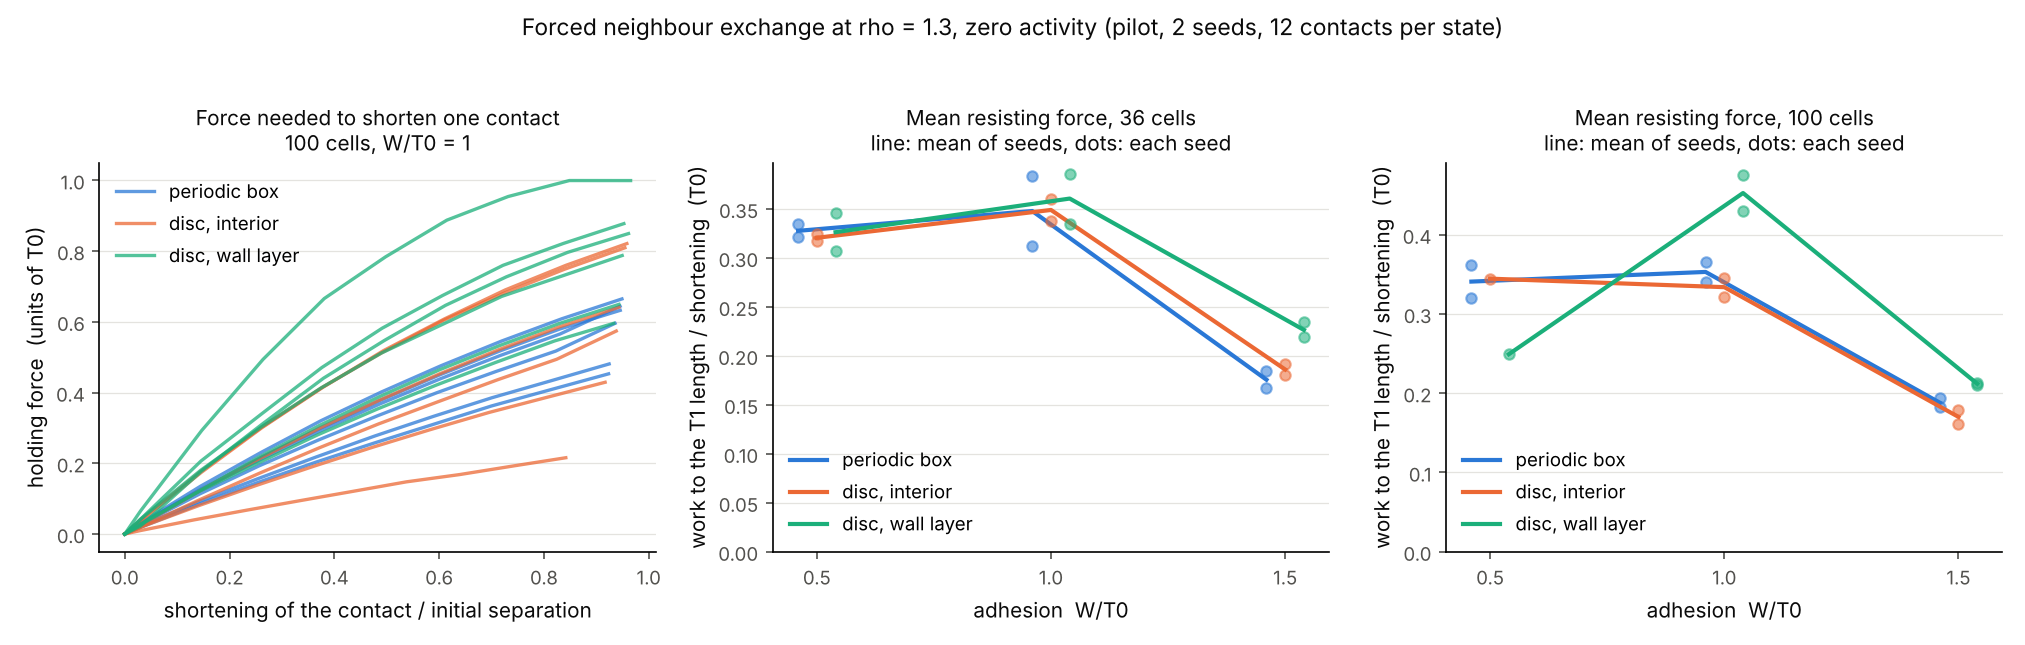 Forced neighbour exchange at rho = 1.3, zero activity (pilot, 2 seeds, 12 contacts per state)
Force needed to shorten one contact
100 cells, W/T0 = 1
holding force (units of T0)
1.0
0.8
0.6
0.4
0.2
0.0
periodic box
disc, interior
disc, wall layer
0.0 0.2 0.4 0.6 0.8 1.0
shortening of the contact / initial separation
Mean resisting force, 36 cells
line: mean of seeds, dots: each seed
work to the T1 length / shortening (T0)
0.35
0.30
0.25
0.20
0.15
0.10
0.05
0.00
periodic box
disc, interior
disc, wall layer
0.5 1.0 1.5
adhesion W/T0
Mean resisting force, 100 cells
line: mean of seeds, dots: each seed
work to the T1 length / shortening (T0)
0.4
0.3
0.2
0.1
0.0
periodic box
disc, interior
disc, wall layer
0.5 1.0 1.5
adhesion W/T0